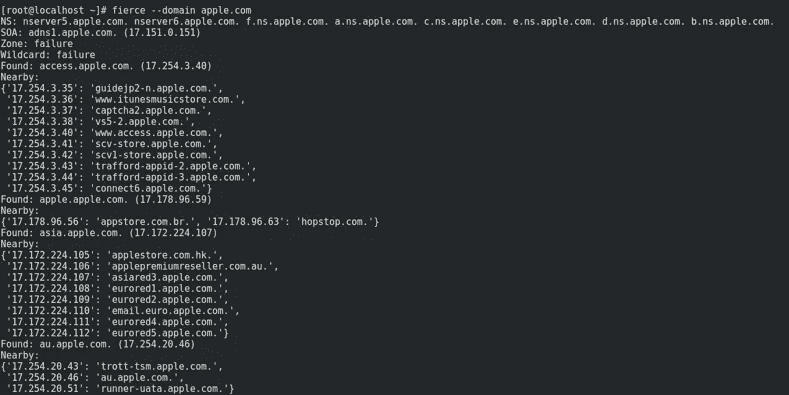 [root@localhost ~]# fierce --domain apple.com
NS: nserver5.apple.com. nserver6.apple.com. f.ns.apple.com. a.ns.apple.com. c.ns.apple.com. e.ns.apple.com. d.ns.apple.com. b.ns.apple.com.
SOA: adns1.apple.com. (17.151.0.151)
Zone: failure
Wildcard: failure
Found: access.apple.com. (17.254.3.40)
Nearby:
{'17.254.3.35': 'guidejp2-n.apple.com.',
 '17.254.3.36': 'www.itunesmusicstore.com.',
 '17.254.3.37': 'captcha2.apple.com.',
 '17.254.3.38': 'vs5-2.apple.com.',
 '17.254.3.40': 'www.access.apple.com.',
 '17.254.3.41': 'scv-store.apple.com.',
 '17.254.3.42': 'scv1-store.apple.com.',
 '17.254.3.43': 'trafford-appid-2.apple.com.',
 '17.254.3.44': 'trafford-appid-3.apple.com.',
 '17.254.3.45': 'connect6.apple.com.'}
Found: apple.apple.com. (17.178.96.59)
Nearby:
{'17.178.96.56': 'appstore.com.br.', '17.178.96.63': 'hopstop.com.'}
Found: asia.apple.com. (17.172.224.107)
Nearby:
{'17.172.224.105': 'applestore.com.hk.',
 '17.172.224.106': 'applepremiumreseller.com.au.',
 '17.172.224.107': 'asiared3.apple.com.',
 '17.172.224.108': 'eurored1.apple.com.',
 '17.172.224.109': 'eurored2.apple.com.',
 '17.172.224.110': 'email.euro.apple.com.',
 '17.172.224.111': 'eurored4.apple.com.',
 '17.172.224.112': 'eurored5.apple.com.'}
Found: au.apple.com. (17.254.20.46)
Nearby:
{'17.254.20.43': 'trott-tsm.apple.com.',
 '17.254.20.46': 'au.apple.com.',
 '17.254.20.51': 'runner-uata.apple.com.'}